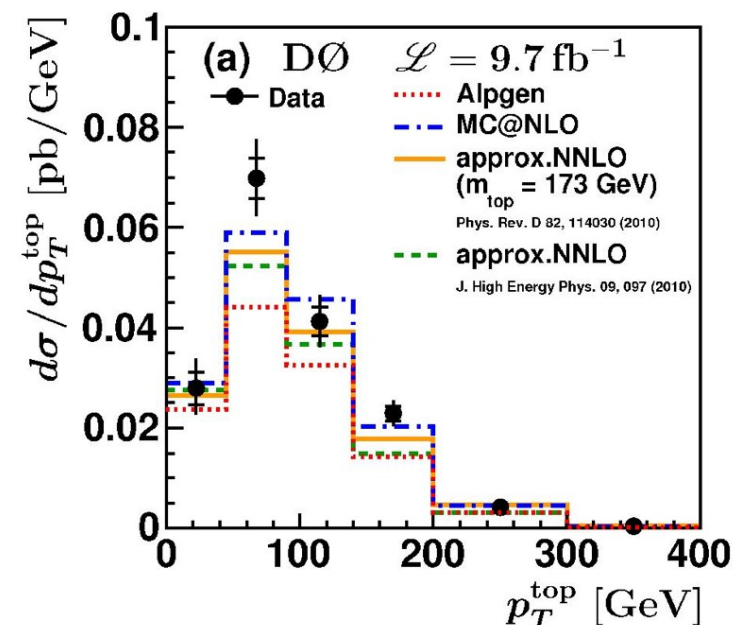 0.1
(a) DØ ℒ = 9.7 fb⁻¹
Data
Alpgen
MC@NLO
approx.NNLO
(m_top = 173 GeV)
Phys. Rev. D 82, 114030 (2010)
approx.NNLO
J. High Energy Phys. 09, 097 (2010)
dσ/dp_T^top [pb/GeV]
0.08
0.06
0.04
0.02
0
0 100 200 300 400
p_T^top [GeV]